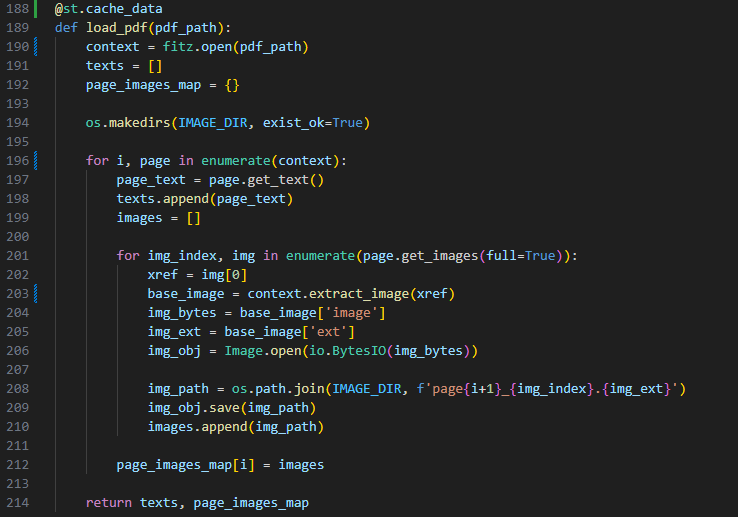 188 @st.cache_data
189 def load_pdf(pdf_path):
190     context = fitz.open(pdf_path)
191     texts = []
192     page_images_map = {}
193
194     os.makedirs(IMAGE_DIR, exist_ok=True)
195
196     for i, page in enumerate(context):
197         page_text = page.get_text()
198         texts.append(page_text)
199         images = []
200
201         for img_index, img in enumerate(page.get_images(full=True)):
202             xref = img[0]
203             base_image = context.extract_image(xref)
204             img_bytes = base_image['image']
205             img_ext = base_image['ext']
206             img_obj = Image.open(io.BytesIO(img_bytes))
207
208             img_path = os.path.join(IMAGE_DIR, f'page{i+1}_{img_index}.{img_ext}')
209             img_obj.save(img_path)
210             images.append(img_path)
211
212         page_images_map[i] = images
213
214     return texts, page_images_map